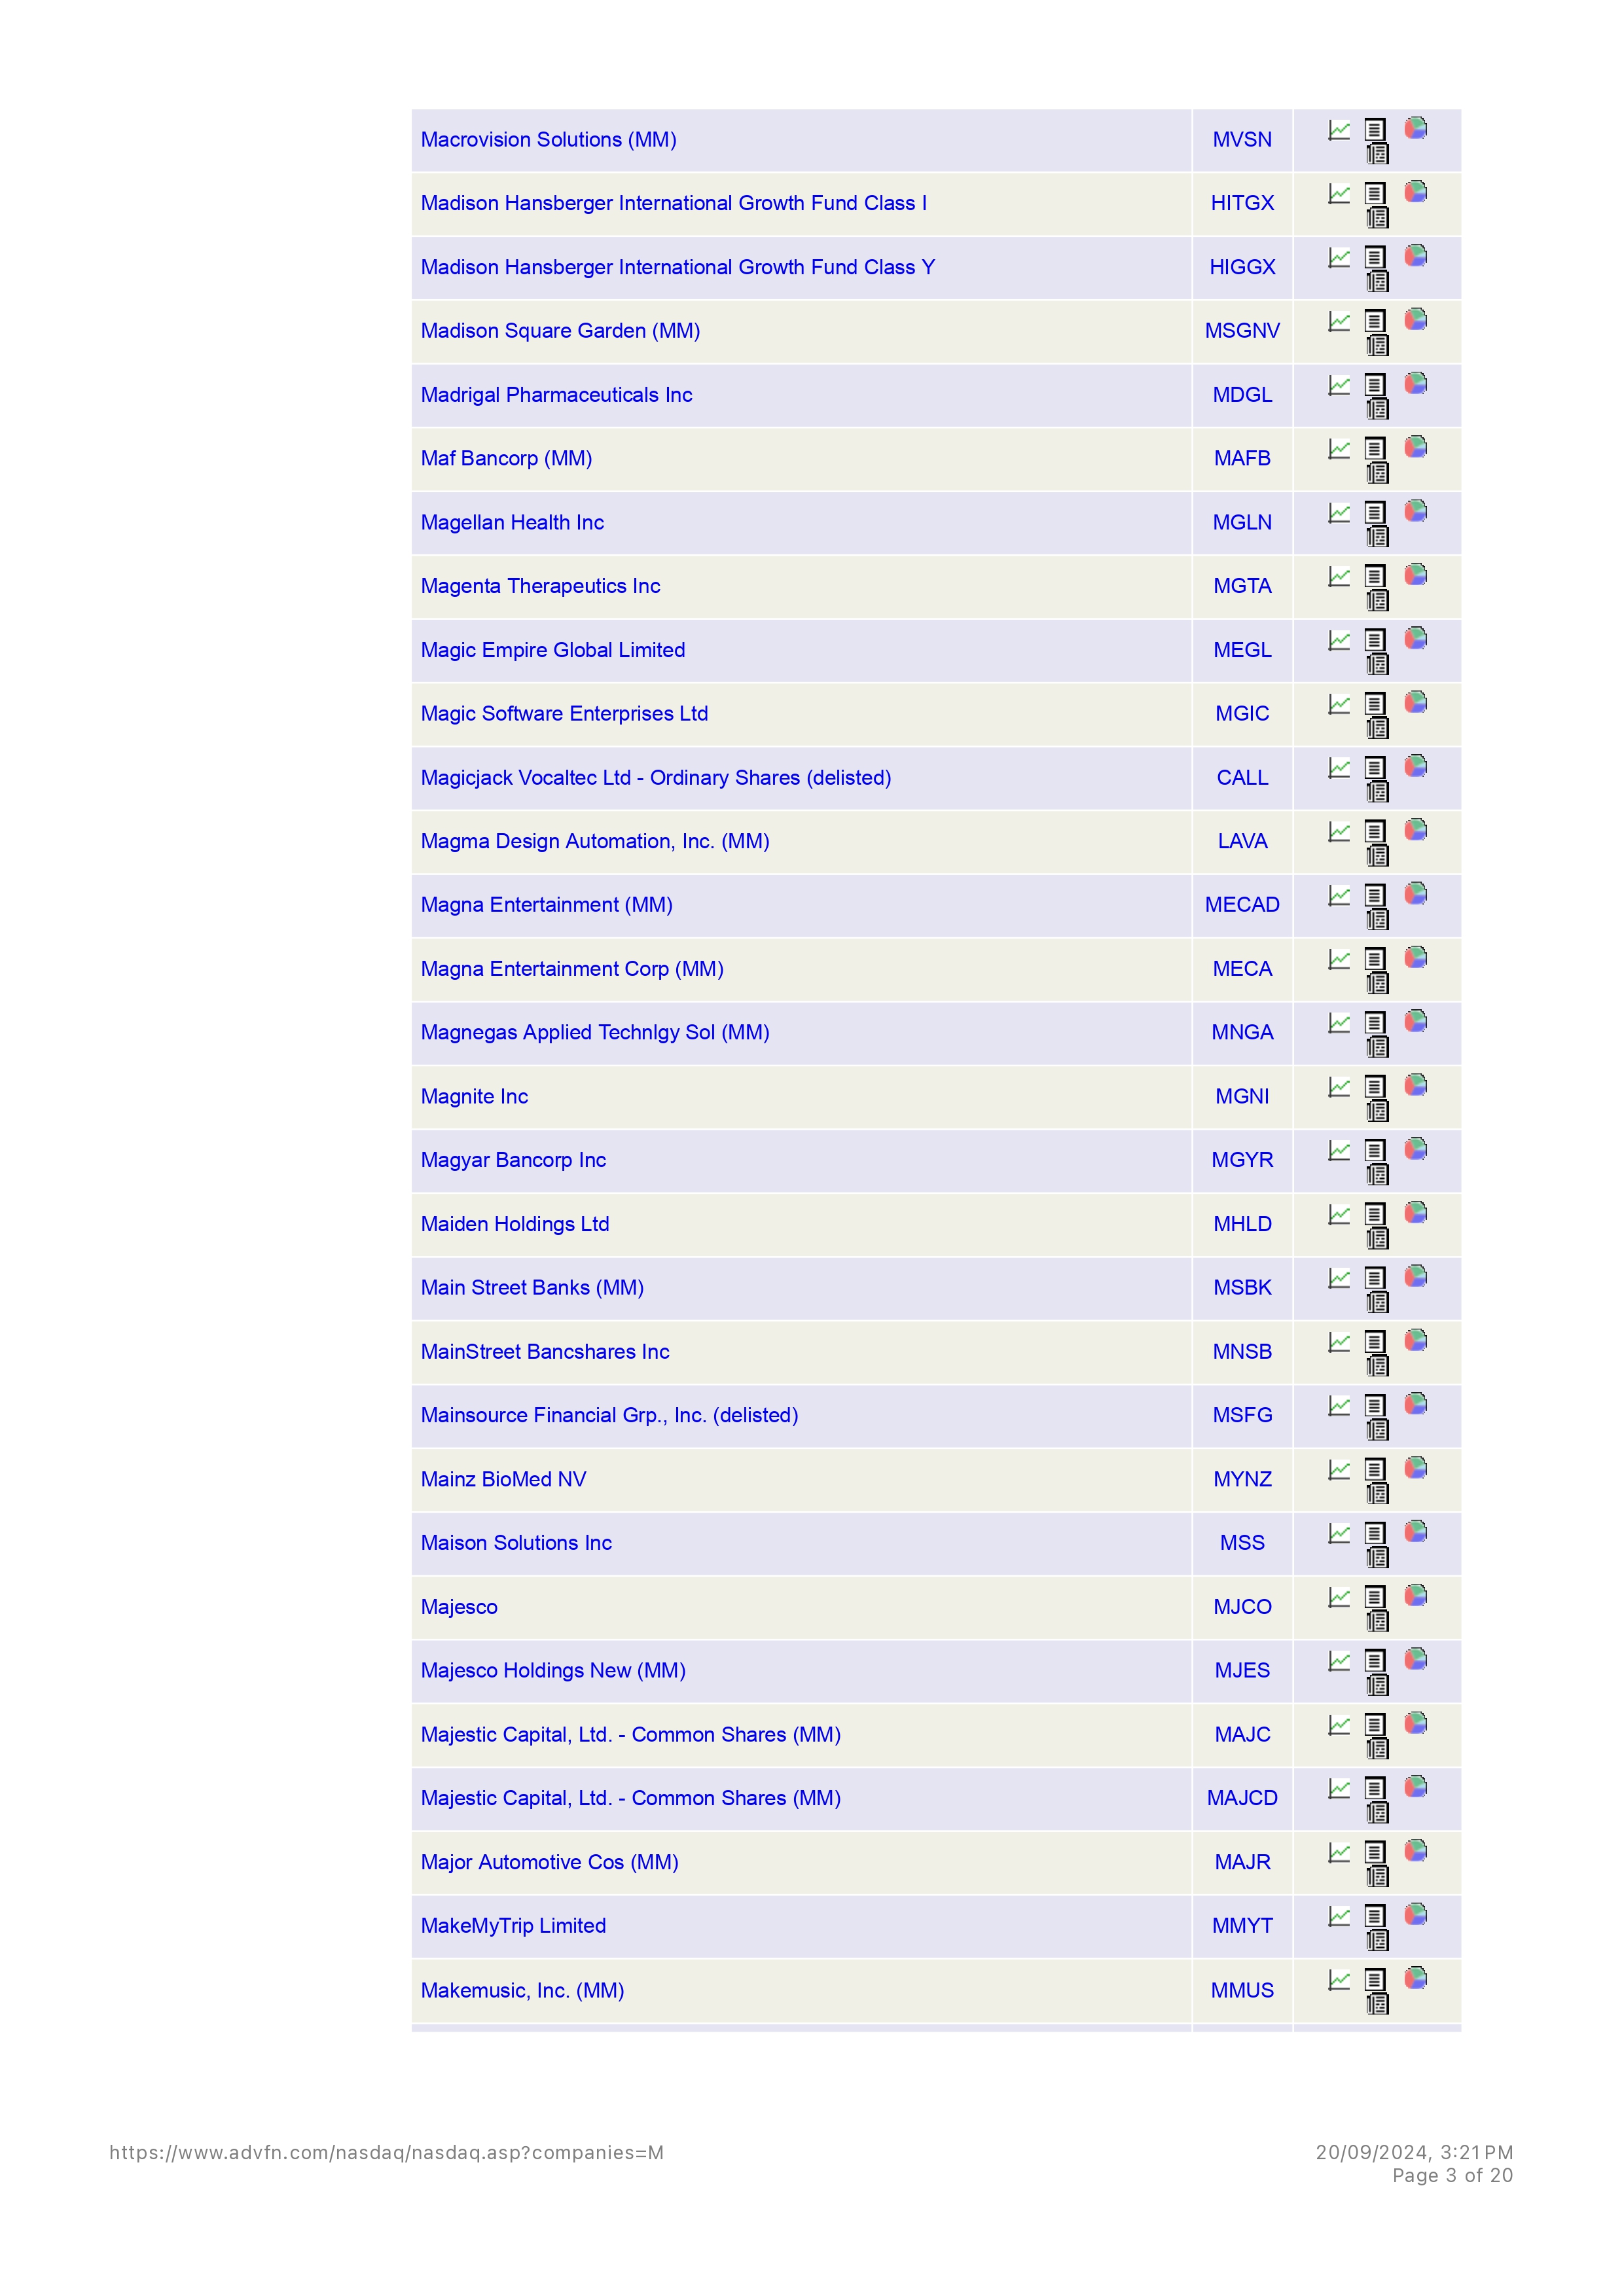 Macrovision Solutions (MM) MVSN
Madison Hansberger International Growth Fund Class I HITGX
Madison Hansberger International Growth Fund Class Y HIGGX
Madison Square Garden (MM) MSGNV
Madrigal Pharmaceuticals Inc MDGL
Maf Bancorp (MM) MAFB
Magellan Health Inc MGLN
Magenta Therapeutics Inc MGTA
Magic Empire Global Limited MEGL
Magic Software Enterprises Ltd MGIC
Magicjack Vocaltec Ltd - Ordinary Shares (delisted) CALL
Magma Design Automation, Inc. (MM) LAVA
Magna Entertainment (MM) MECAD
Magna Entertainment Corp (MM) MECA
Magnegas Applied Technlgy Sol (MM) MNGA
Magnite Inc MGNI
Magyar Bancorp Inc MGYR
Maiden Holdings Ltd MHLD
Main Street Banks (MM) MSBK
MainStreet Bancshares Inc MNSB
Mainsource Financial Grp., Inc. (delisted) MSFG
Mainz BioMed NV MYNZ
Maison Solutions Inc MSS
Majesco MJCO
Majesco Holdings New (MM) MJES
Majestic Capital, Ltd. - Common Shares (MM) MAJC
Majestic Capital, Ltd. - Common Shares (MM) MAJCD
Major Automotive Cos (MM) MAJR
MakeMyTrip Limited MMYT
Makemusic, Inc. (MM) MMUS
https://www.advfn.com/nasdaq/nasdaq.asp?companies=M 20/09/2024, 3:21 PM
Page 3 of 20